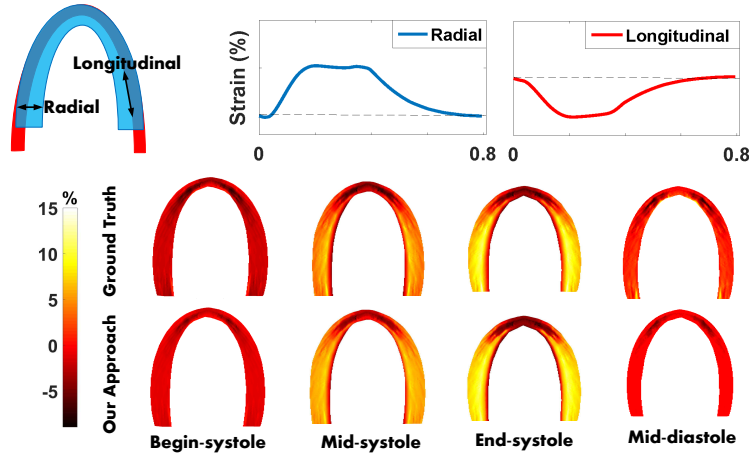 Longitudinal
Radial
Strain (%)
Radial
0
0.8
Longitudinal
0
0.8
%
15
10
5
0
-5
Ground Truth
Our Approach
Begin-systole
Mid-systole
End-systole
Mid-diastole